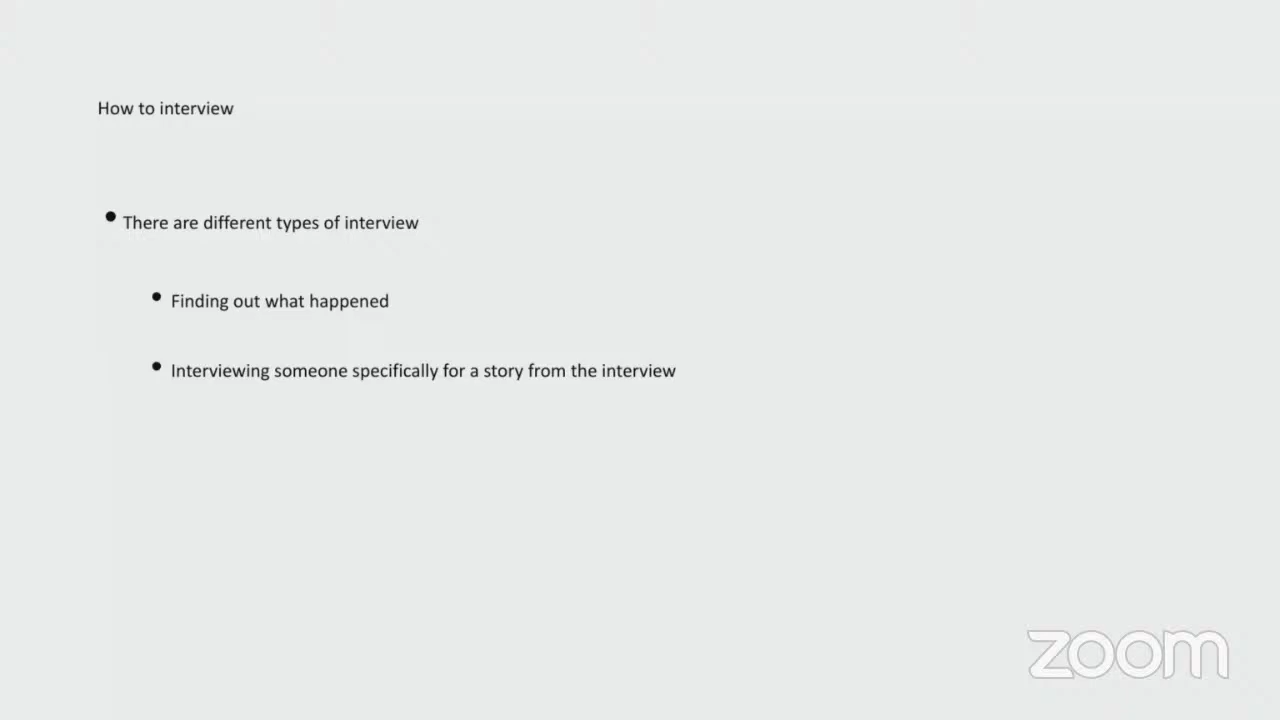 How to interview
• There are different types of interview
• Finding out what happened
• Interviewing someone specifically for a story from the interview
zoom